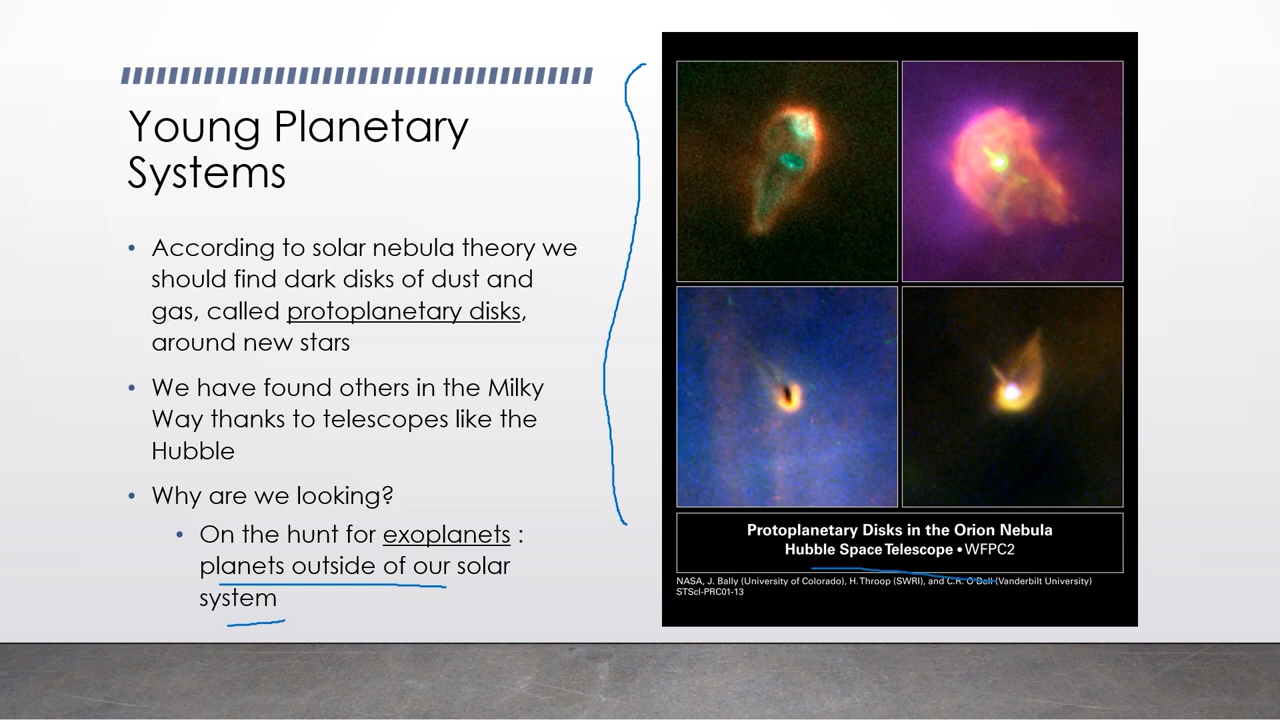 Young Planetary
Systems
• According to solar nebula theory we
should find dark disks of dust and
gas, called protoplanetary disks,
around new stars
• We have found others in the Milky
Way thanks to telescopes like the
Hubble
• Why are we looking?
• On the hunt for exoplanets :
planets outside of our solar
system
Protoplanetary Disks in the Orion Nebula
Hubble Space Telescope • WFPC2
NASA, J. Bally (University of Colorado), H. Throop (SWRI), and C.R. O'Dell (Vanderbilt University)
STScI-PRC01-13